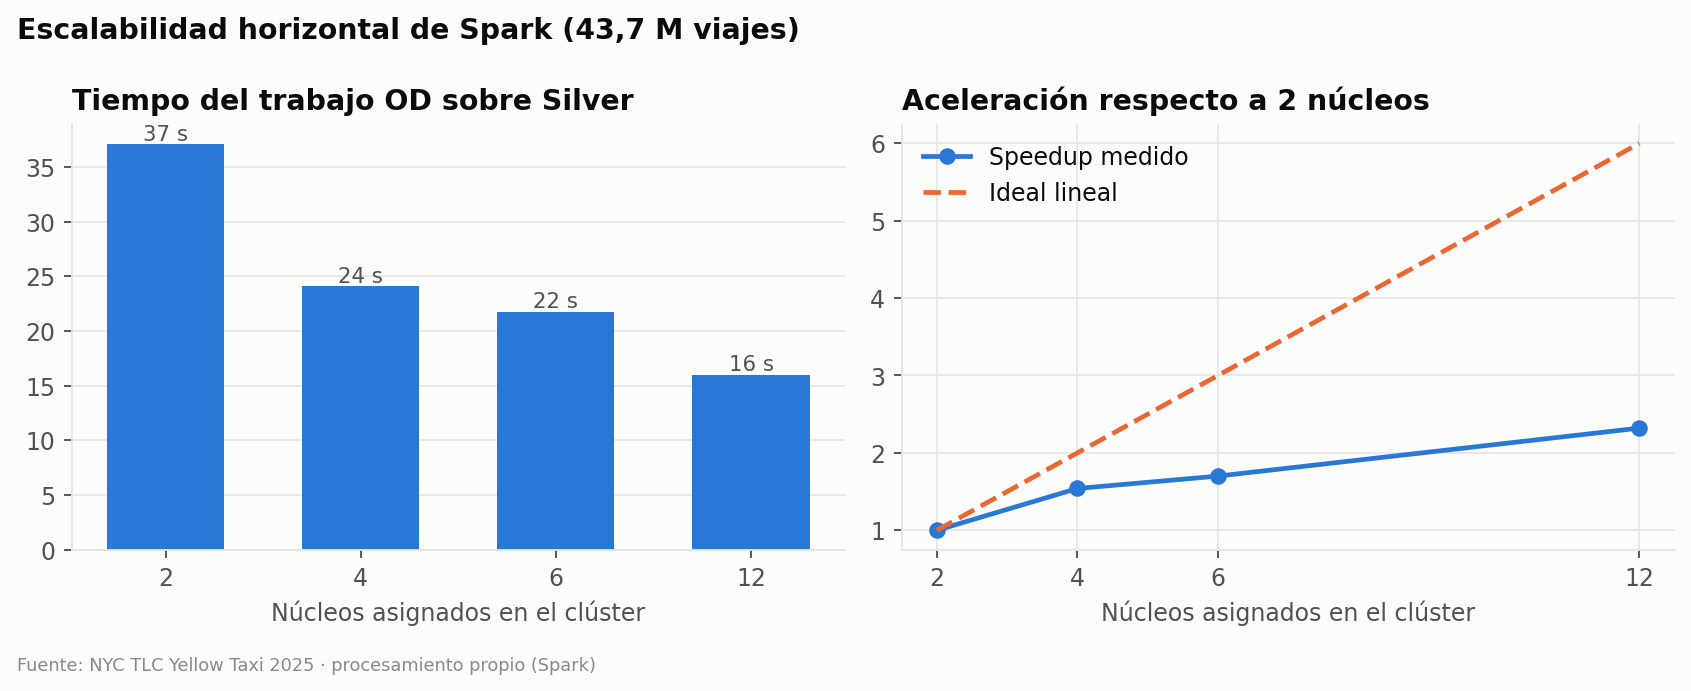 Escalabilidad horizontal de Spark (43,7 M viajes)
Tiempo del trabajo OD sobre Silver
37 s
24 s
22 s
16 s
35
30
25
20
15
10
5
0
2 4 6 12
Núcleos asignados en el clúster
Aceleración respecto a 2 núcleos
Speedup medido
Ideal lineal
6
5
4
3
2
1
2 4 6 12
Núcleos asignados en el clúster
Fuente: NYC TLC Yellow Taxi 2025 · procesamiento propio (Spark)